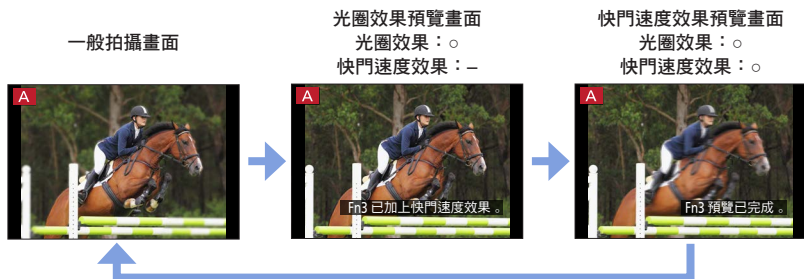 一般拍攝畫面
光圈效果預覽畫面
光圈效果：○
快門速度效果：–
快門速度效果預覽畫面
光圈效果：○
快門速度效果：○
A
A
Fn3 已加上快門速度效果。
A
Fn3 預覽已完成。